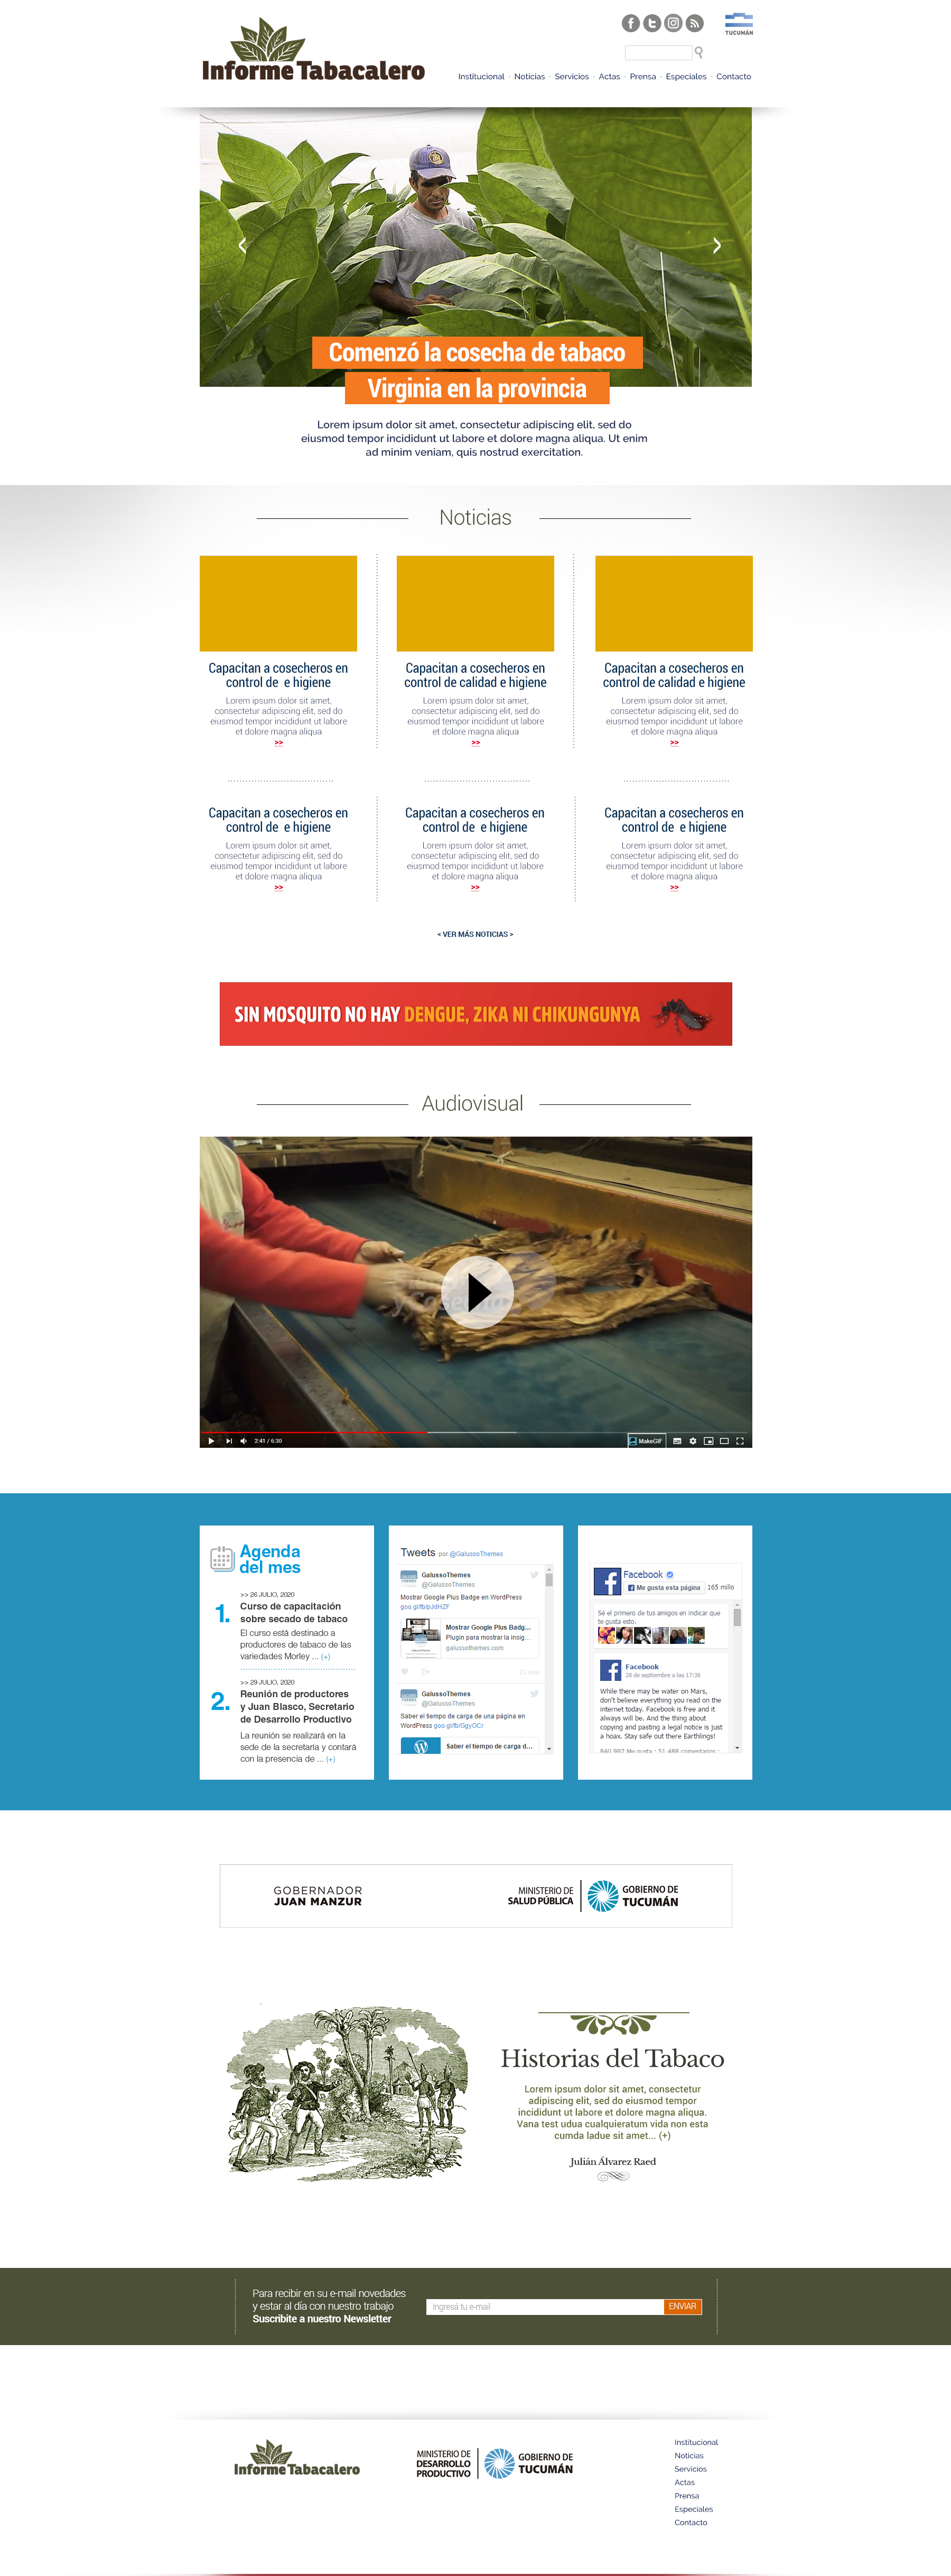 Informe Tabacalero
TUCUMÁN
Institucional · Noticias · Servicios · Actas · Prensa · Especiales · Contacto
Comenzó la cosecha de tabaco
Virginia en la provincia
Lorem ipsum dolor sit amet, consectetur adipiscing elit, sed do
eiusmod tempor incididunt ut labore et dolore magna aliqua. Ut enim
ad minim veniam, quis nostrud exercitation.
Noticias
Capacitan a cosecheros en
control de e higiene
Lorem ipsum dolor sit amet,
consectetur adipiscing elit, sed do
eiusmod tempor incididunt ut labore
et dolore magna aliqua
>>
Capacitan a cosecheros en
control de calidad e higiene
Lorem ipsum dolor sit amet,
consectetur adipiscing elit, sed do
eiusmod tempor incididunt ut labore
et dolore magna aliqua
>>
Capacitan a cosecheros en
control de calidad e higiene
Lorem ipsum dolor sit amet,
consectetur adipiscing elit, sed do
eiusmod tempor incididunt ut labore
et dolore magna aliqua
>>
Capacitan a cosecheros en
control de e higiene
Lorem ipsum dolor sit amet,
consectetur adipiscing elit, sed do
eiusmod tempor incididunt ut labore
et dolore magna aliqua
>>
Capacitan a cosecheros en
control de e higiene
Lorem ipsum dolor sit amet,
consectetur adipiscing elit, sed do
eiusmod tempor incididunt ut labore
et dolore magna aliqua
>>
Capacitan a cosecheros en
control de e higiene
Lorem ipsum dolor sit amet,
consectetur adipiscing elit, sed do
eiusmod tempor incididunt ut labore
et dolore magna aliqua
>>
< VER MÁS NOTICIAS >
SIN MOSQUITO NO HAY DENGUE, ZIKA NI CHIKUNGUNYA
Audiovisual
2:41 / 6:30
MakeGIF
Agenda
del mes
>> 26 JULIO, 2020
1. Curso de capacitación
sobre secado de tabaco
El curso está destinado a
productores de tabaco de las
variedades Morley ... (+)
>> 29 JULIO, 2020
2. Reunión de productores
y Juan Blasco, Secretario
de Desarrollo Productivo
La reunión se realizará en la
sede de la secretaría y contará
con la presencia de ... (+)
Tweets por @GalussoThemes
GalussoThemes
@GalussoThemes
Mostrar Google Plus Badge en WordPress
goo.gl/fb/pJdHZF
Mostrar Google Plus Badg...
Plugin para mostrar la insig...
galussothemes.com
22 ene
GalussoThemes
@GalussoThemes
Saber el tiempo de carga de una página en
WordPress goo.gl/fb/GgyOCr
Saber el tiempo de carga d...
Facebook
Me gusta esta página
165 millo
Sé el primero de tus amigos en indicar que
te gusta esto.
Facebook
28 de septiembre a las 17:36
While there may be water on Mars,
don't believe everything you read on the
internet today. Facebook is free and it
always will be. And the thing about
copying and pasting a legal notice is just
a hoax. Stay safe out there Earthlings!
840.997 Me gusta · 51.488 comentarios ·
GOBERNADOR
JUAN MANZUR
MINISTERIO DE
SALUD PÚBLICA
GOBIERNO DE
TUCUMÁN
Historias del Tabaco
Lorem ipsum dolor sit amet, consectetur
adipiscing elit, sed do eiusmod tempor
incididunt ut labore et dolore magna aliqua.
Vana test udua cualquieratum vida non esta
cumda ladue sit amet... (+)
Julián Álvarez Raed
Para recibir en su e-mail novedades
y estar al día con nuestro trabajo
Suscribite a nuestro Newsletter
Ingresá tu e-mail
ENVIAR
Informe Tabacalero
MINISTERIO DE
DESARROLLO
PRODUCTIVO
GOBIERNO DE
TUCUMÁN
Institucional
Noticias
Servicios
Actas
Prensa
Especiales
Contacto